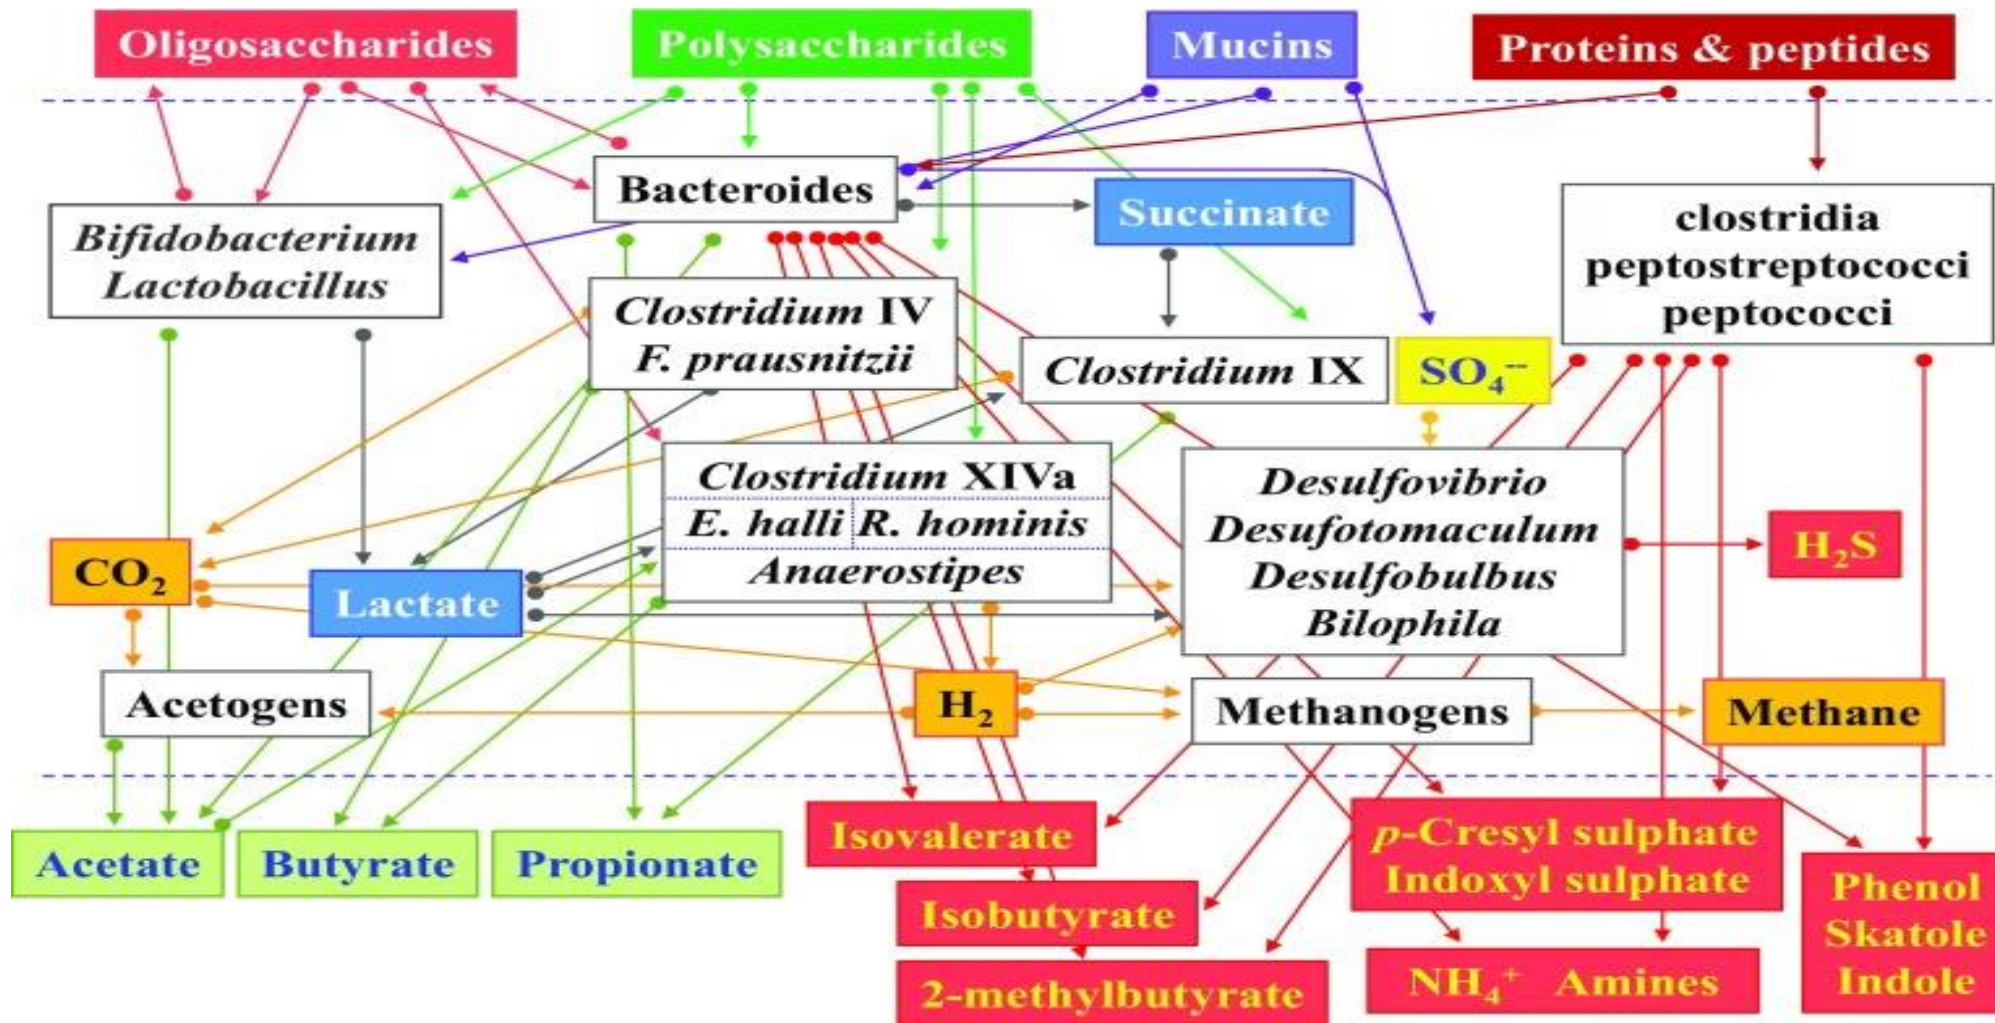 Oligosaccharides
Polysaccharides
Mucins
Proteins & peptides
Bacteroides
Succinate
Bifidobacterium
Lactobacillus
clostridia
peptostreptococci
peptococci
Clostridium IV
F. prausnitzii
Clostridium IX
SO₄⁻⁻
Clostridium XIVa
E. halli
R. hominis
Anaerostipes
Desulfovibrio
Desufotomaculum
Desulfobulbus
Bilophila
H₂S
CO₂
Lactate
Acetogens
H₂
Methanogens
Methane
Acetate
Butyrate
Propionate
Isovalerate
p-Cresyl sulphate
Indoxyl sulphate
Isobutyrate
Phenol
Skatole
Indole
2-methylbutyrate
NH₄⁺ Amines